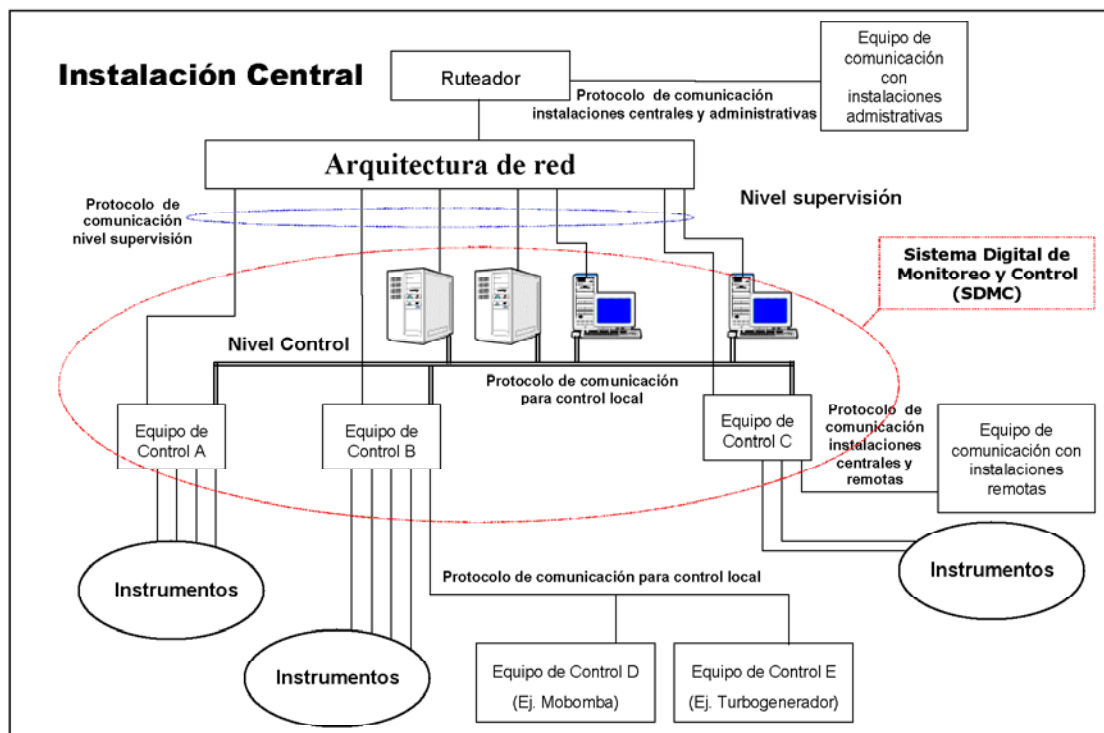 Instalación Central
Ruteador
Equipo de
comunicación
con
instalaciones
admistrativas
Protocolo de comunicación
instalaciones centrales y administrativas
Arquitectura de red
Protocolo de
comunicación
nivel supervisión
Nivel supervisión
Sistema Digital de
Monitoreo y Control
(SDMC)
Nivel Control
Protocolo de comunicación
para control local
Equipo de
Control A
Equipo de
Control B
Equipo de
Control C
Protocolo de
comunicación
instalaciones
centrales y
remotas
Equipo de
comunicación con
instalaciones
remotas
Instrumentos
Instrumentos
Instrumentos
Protocolo de comunicación para control local
Equipo de Control D
(Ej. Mobomba)
Equipo de Control E
(Ej. Turbogenerador)